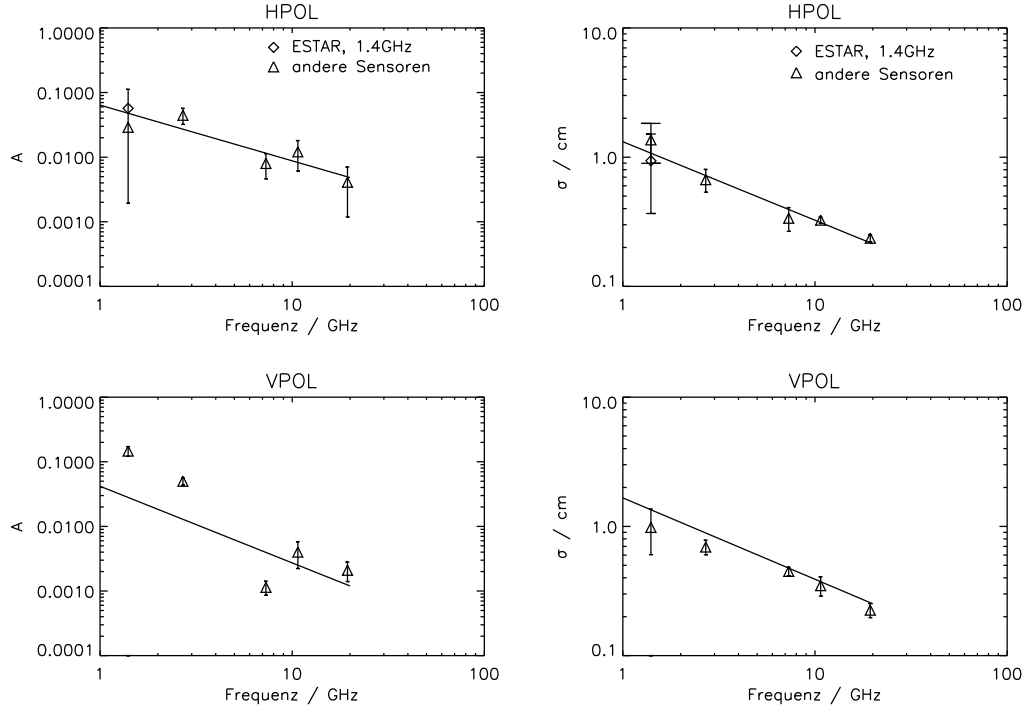 HPOL
1.0000
0.1000
0.0100
0.0010
0.0001
A
ESTAR, 1.4GHz
andere Sensoren
1
10
100
Frequenz / GHz
HPOL
10.0
1.0
0.1
σ / cm
ESTAR, 1.4GHz
andere Sensoren
1
10
100
Frequenz / GHz
VPOL
1.0000
0.1000
0.0100
0.0010
0.0001
A
1
10
100
Frequenz / GHz
VPOL
10.0
1.0
0.1
σ / cm
1
10
100
Frequenz / GHz